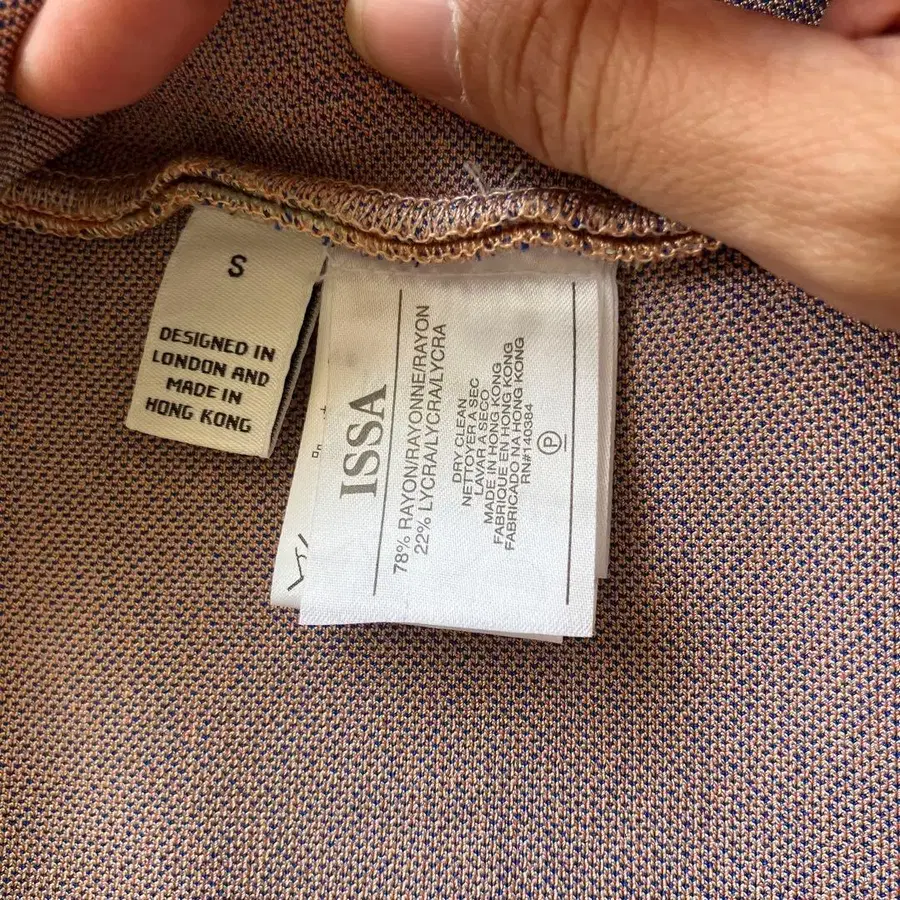 S
DESIGNED IN
LONDON AND
MADE IN
HONG KONG
ISSA
78% RAYON/RAYONNE/RAYON
22% LYCRA/LYCRA/LYCRA
DRY CLEAN
NETTOYER A SEC
LAVAR A SECO
MADE IN HONG KONG
FABRIQUE EN HONG KONG
FABRICADO NA HONG KONG
RN#140384
P